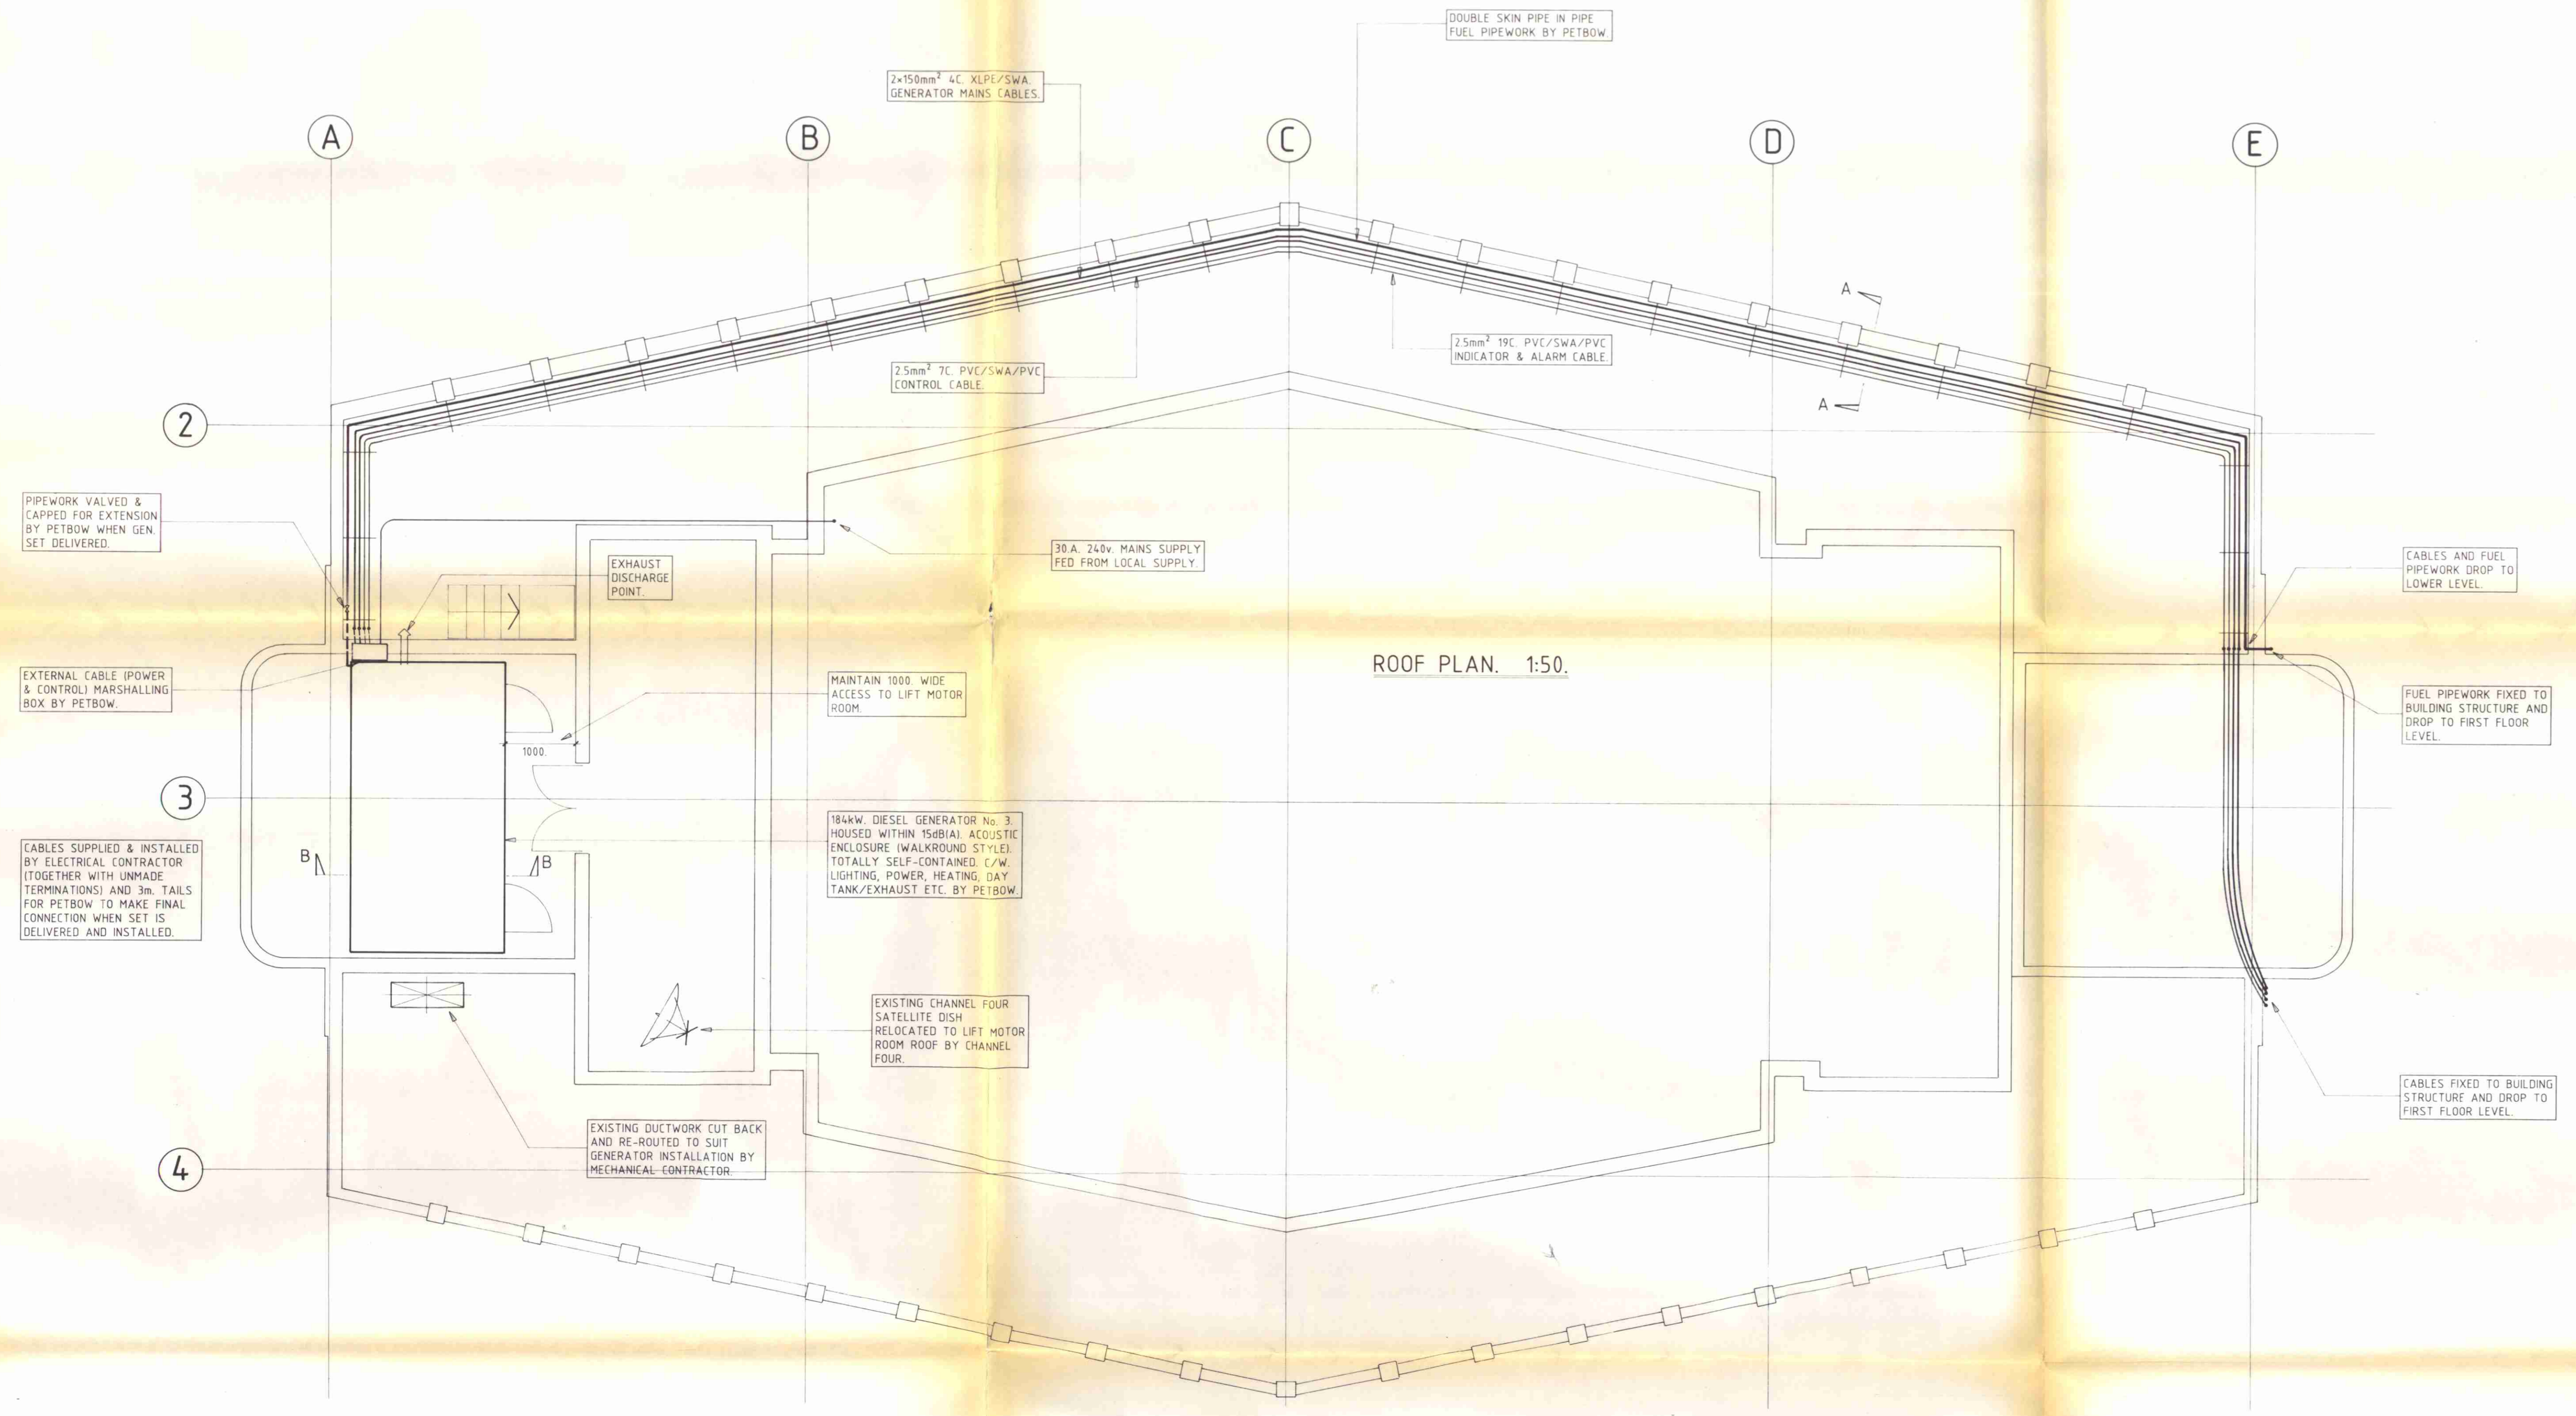 DOUBLE SKIN PIPE IN PIPE
FUEL PIPEWORK BY PETBOW.
2×150mm² 4C. XLPE/SWA.
GENERATOR MAINS CABLES.
A
B
C
D
E
A
2.5mm² 19C. PVC/SWA/PVC
INDICATOR & ALARM CABLE.
2.5mm² 7C. PVC/SWA/PVC
CONTROL CABLE.
A
2
PIPEWORK VALVED &
CAPPED FOR EXTENSION
BY PETBOW WHEN GEN.
SET DELIVERED.
30.A. 240v. MAINS SUPPLY
FED FROM LOCAL SUPPLY.
EXHAUST
DISCHARGE
POINT.
CABLES AND FUEL
PIPEWORK DROP TO
LOWER LEVEL.
ROOF PLAN. 1:50.
EXTERNAL CABLE (POWER
& CONTROL) MARSHALLING
BOX BY PETBOW.
MAINTAIN 1000. WIDE
ACCESS TO LIFT MOTOR
ROOM.
FUEL PIPEWORK FIXED TO
BUILDING STRUCTURE AND
DROP TO FIRST FLOOR
LEVEL.
1000.
3
184kW. DIESEL GENERATOR No. 3.
HOUSED WITHIN 15dB(A). ACOUSTIC
ENCLOSURE (WALKROUND STYLE).
TOTALLY SELF-CONTAINED. C/W.
LIGHTING, POWER, HEATING, DAY
TANK/EXHAUST ETC. BY PETBOW.
CABLES SUPPLIED & INSTALLED
BY ELECTRICAL CONTRACTOR
(TOGETHER WITH UNMADE
TERMINATIONS) AND 3m. TAILS
FOR PETBOW TO MAKE FINAL
CONNECTION WHEN SET IS
DELIVERED AND INSTALLED.
B
B
EXISTING CHANNEL FOUR
SATELLITE DISH
RELOCATED TO LIFT MOTOR
ROOM ROOF BY CHANNEL
FOUR.
CABLES FIXED TO BUILDING
STRUCTURE AND DROP TO
FIRST FLOOR LEVEL.
EXISTING DUCTWORK CUT BACK
AND RE-ROUTED TO SUIT
GENERATOR INSTALLATION BY
MECHANICAL CONTRACTOR.
4